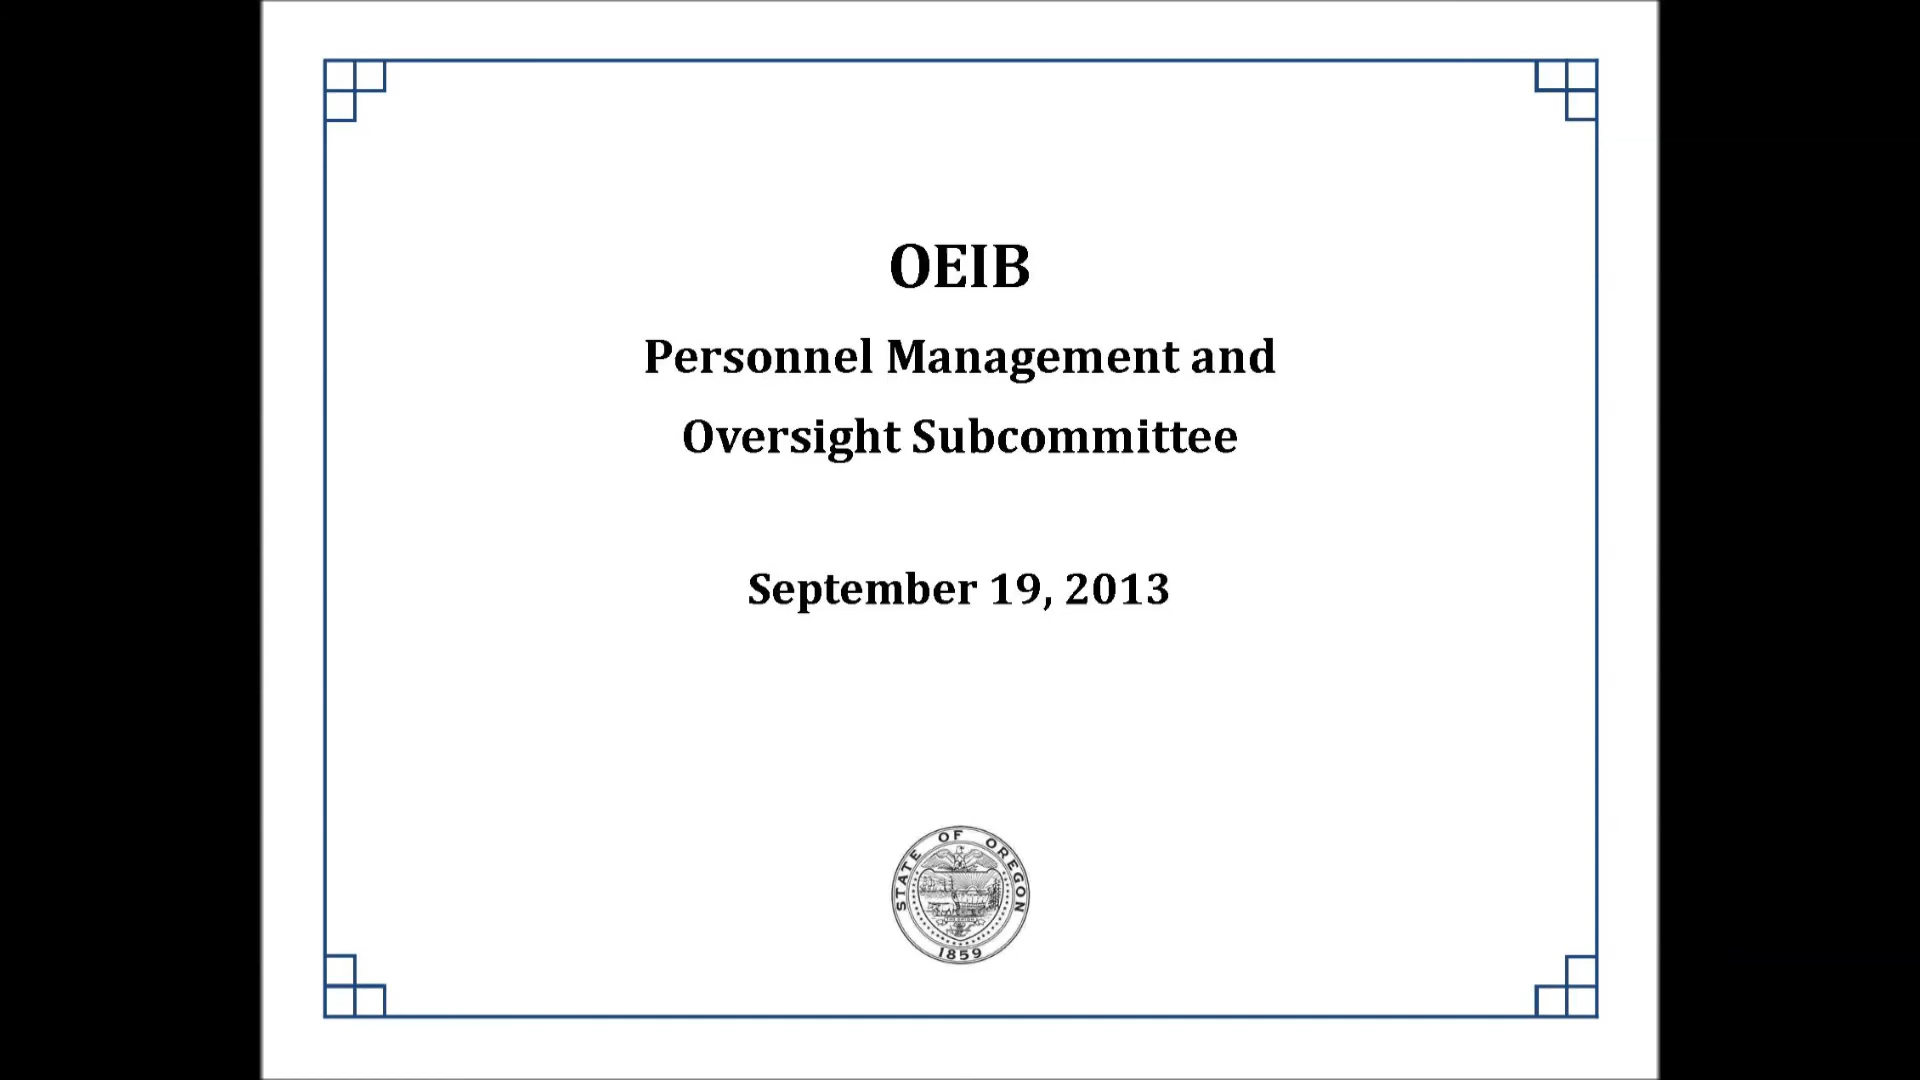 OEIB
Personnel Management and
Oversight Subcommittee
September 19, 2013
STATE OF OREGON
1859